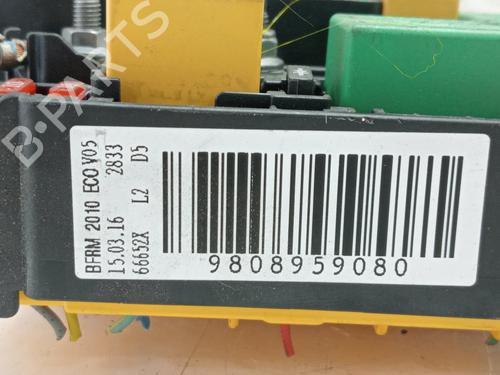 BFRM 2010 ECO V05
15.03.16 2833
66652X L2 D5
9808959080
B-PARTS